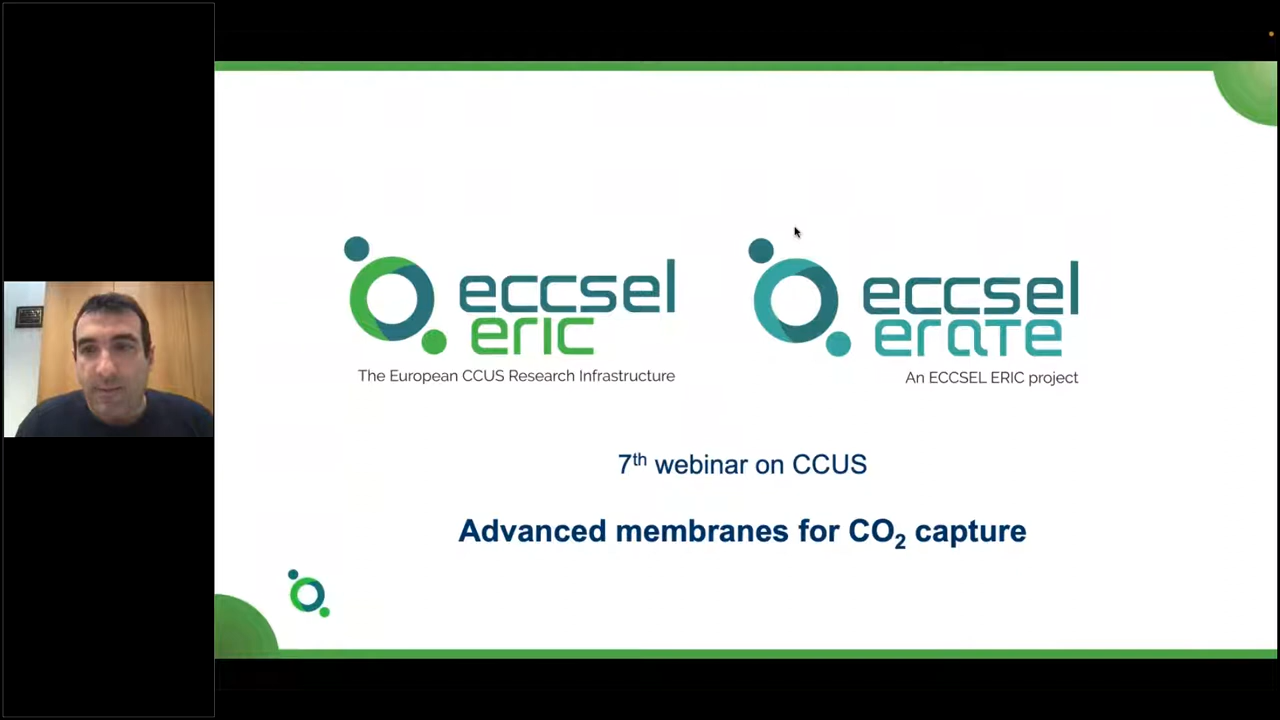 eccsel
eric
The European CCUS Research Infrastructure
eccsel
erate
An ECCSEL ERIC project
7th webinar on CCUS
Advanced membranes for CO2 capture